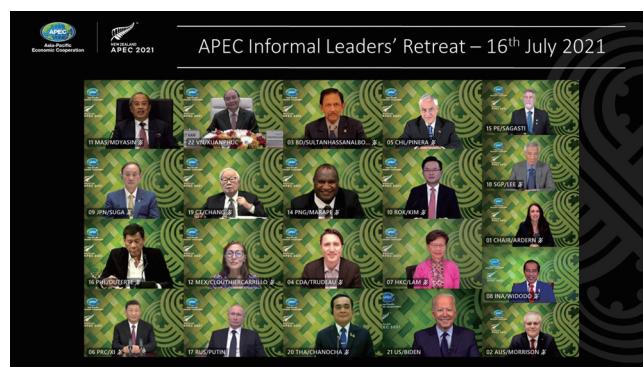 APEC
Asia-Pacific
Economic Cooperation
NEW ZEALAND
APEC 2021
APEC Informal Leaders' Retreat – 16th July 2021
11 MAS/MDYASIN
22 VN/XUANPHUC
03 BD/SULTANHASSANALBO...
05 CHL/PINERA
15 PE/SAGASTI
09 JPN/SUGA
19 CT/CHANG
14 PNG/MARAPE
10 ROK/KIM
18 SGP/LEE
01 CHAIR/ARDERN
16 PHI/DUTERTE
12 MEX/CLOUTHIERCARRILLO
04 CDA/TRUDEAU
07 HKC/LAM
08 INA/WIDODO
06 PRC/XI
17 RUS/PUTIN
20 THA/CHANOCHA
21 US/BIDEN
02 AUS/MORRISON